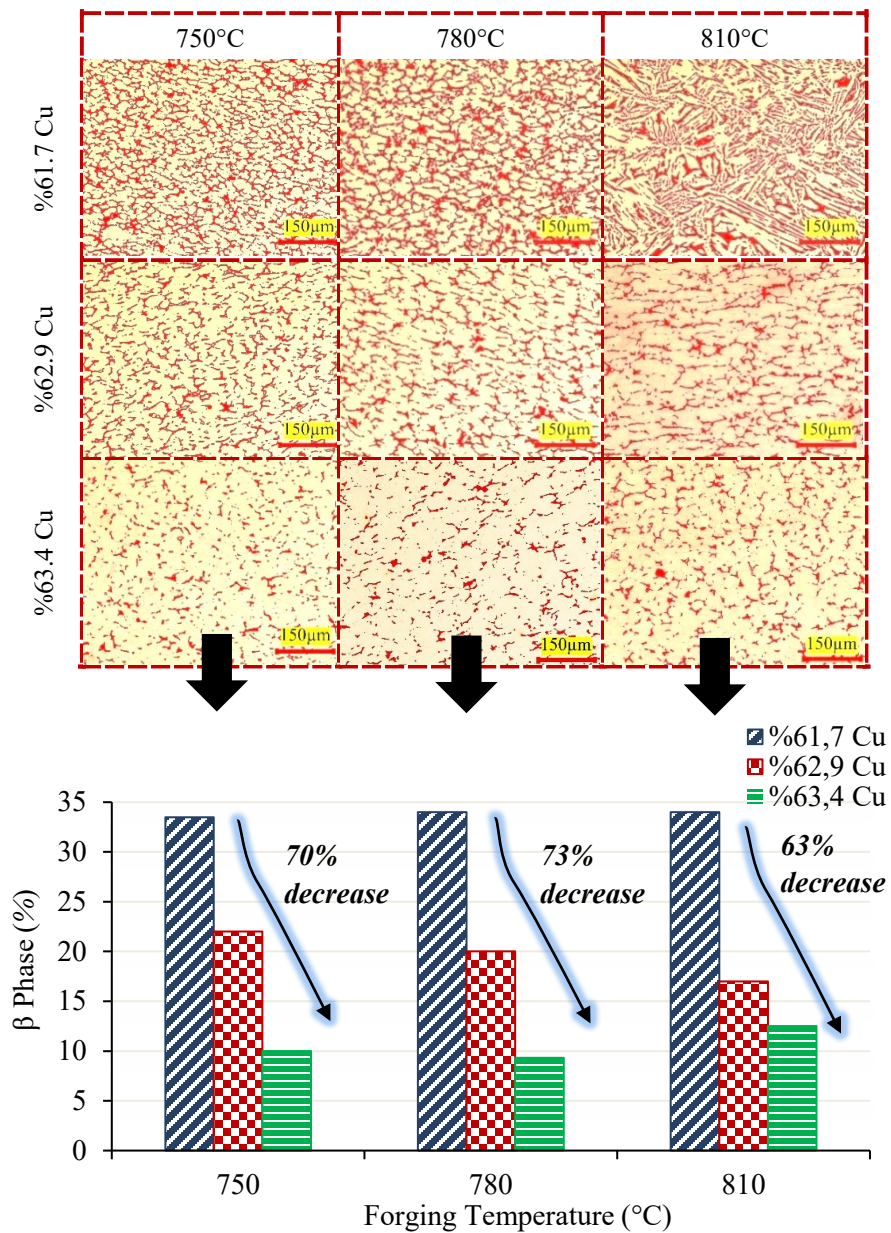 750°C 780°C 810°C
%61.7 Cu
150µm 150µm 150µm
%62.9 Cu
150µm 150µm 150µm
%63.4 Cu
150µm 150µm 150µm
%61,7 Cu
%62,9 Cu
%63,4 Cu
35
30
25
20
15
10
5
0
β Phase (%)
70%
decrease
73%
decrease
63%
decrease
750 780 810
Forging Temperature (°C)